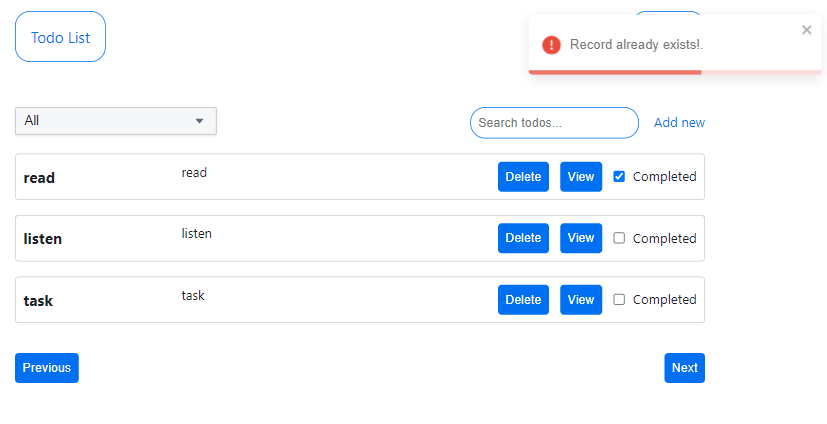 Todo List
Record already exists!.
All
Search todos...
Add new
read
read
Delete
View
Completed
listen
listen
Delete
View
Completed
task
task
Delete
View
Completed
Previous
Next